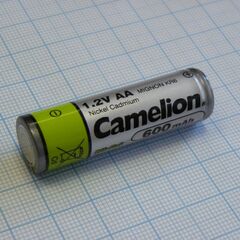 1.2V AA MIGNON KR6
Nickel Cadmium
Camelion
600mAh